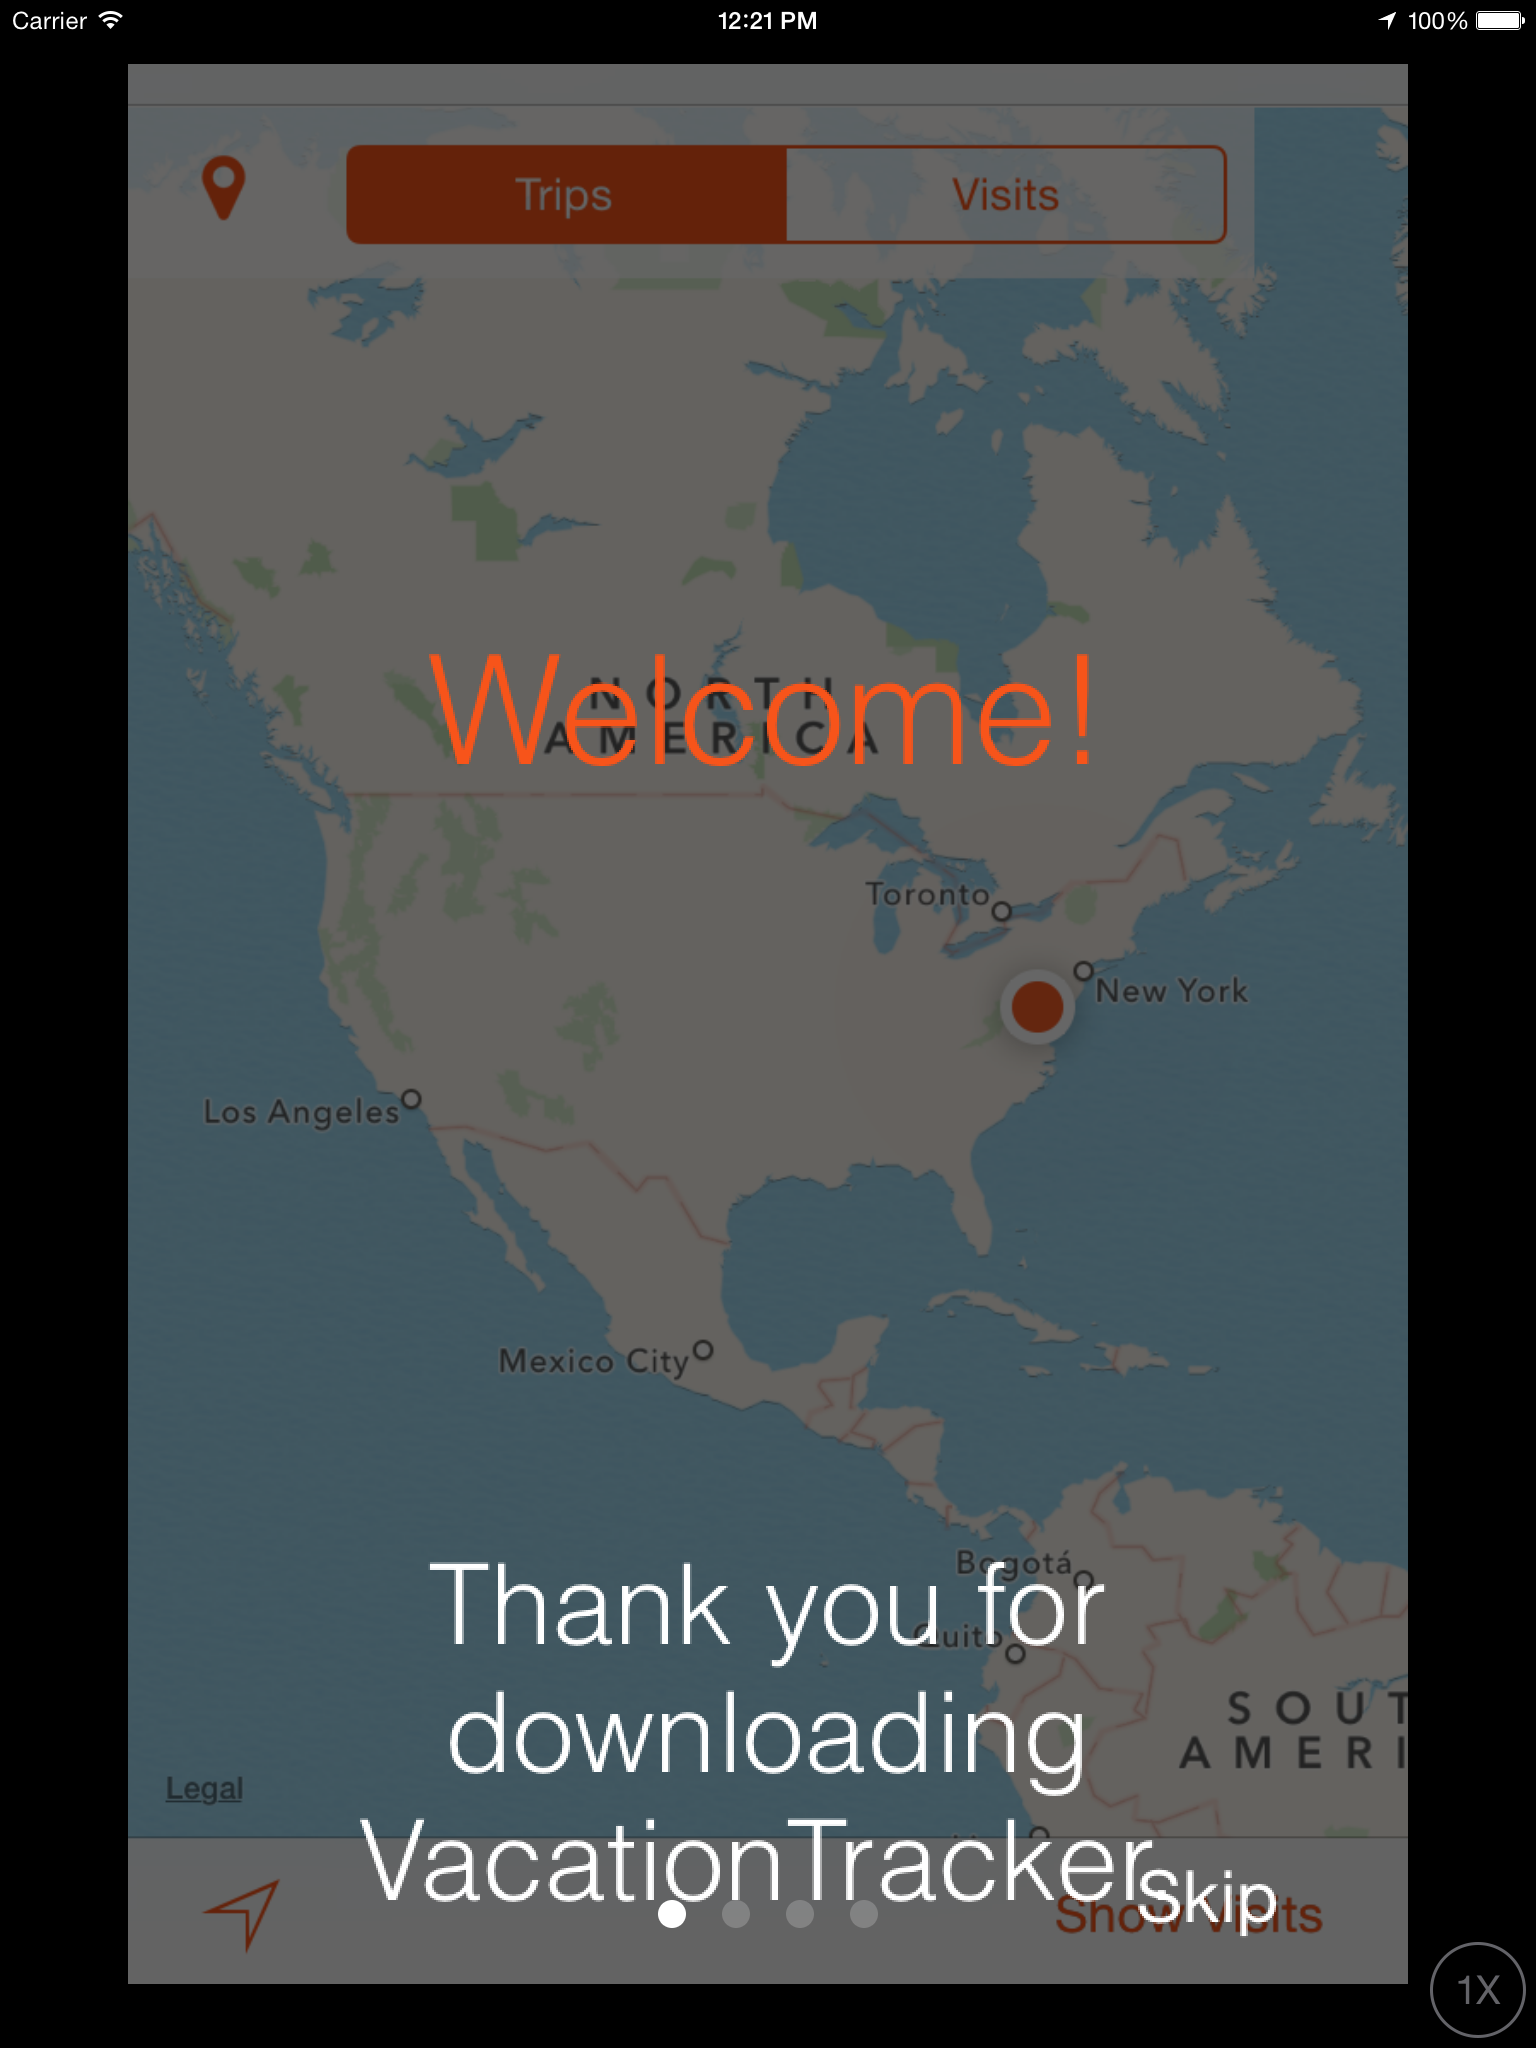 Carrier 12:21 PM 100%
Trips Visits
Welcome!
NORTH
AMERICA
Toronto
New York
Los Angeles
Mexico City
Bogotá
Quito
Thank you for
downloading
VacationTracker.
SOUT
AMERI
Legal
Skip
Show Visits
1X